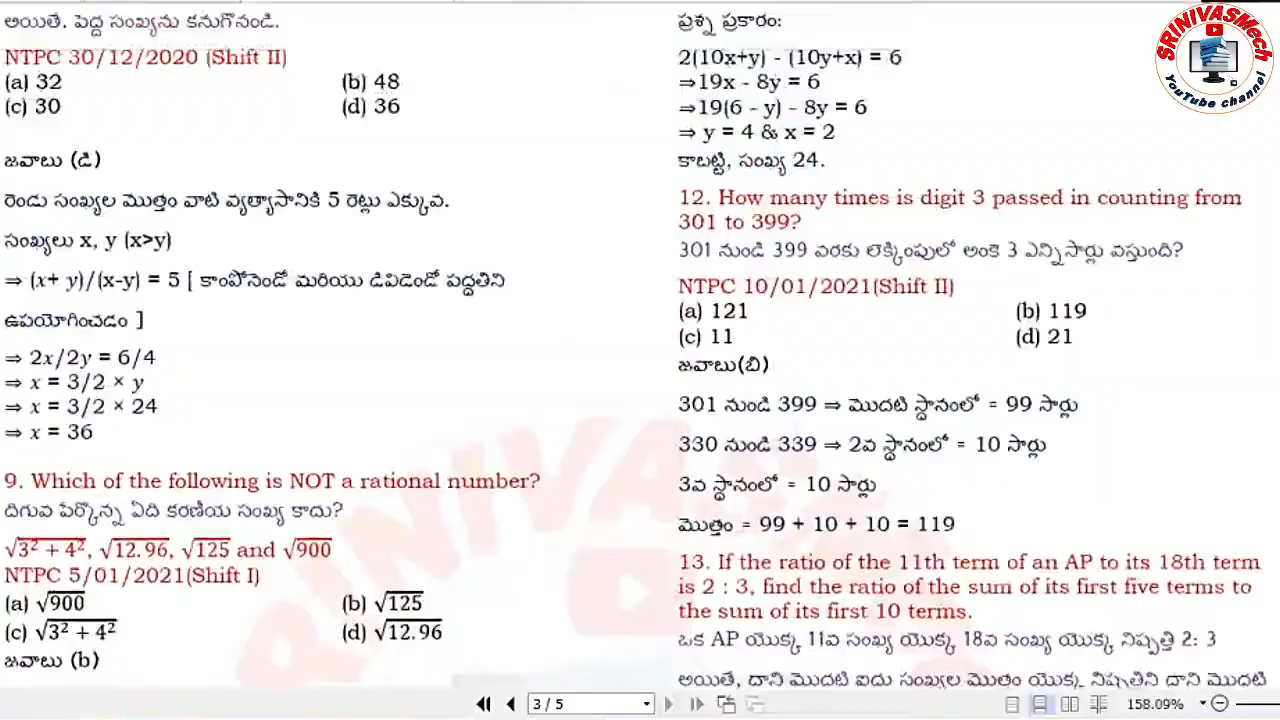 అయితే. పెద్ద సంఖ్యను కనుగొనండి.
NTPC 30/12/2020 (Shift II)
(a) 32 (b) 48
(c) 30 (d) 36
జవాబు (డి)
రెండు సంఖ్యల మొత్తం వాటి వ్యత్యాసానికి 5 రెట్లు ఎక్కువ.
సంఖ్యలు x, y (x>y)
⇒ (x+ y)/(x-y) = 5 [ కాంపోనెండో మరియు డివిడెండో పద్ధతిని
ఉపయోగించడం ]
⇒ 2x/2y = 6/4
⇒ x = 3/2 × y
⇒ x = 3/2 × 24
⇒ x = 36
9. Which of the following is NOT a rational number?
దిగువ పేర్కొన్న ఏది కరణీయ సంఖ్య కాదు?
√(3² + 4²), √12.96, √125 and √900
NTPC 5/01/2021(Shift I)
(a) √900 (b) √125
(c) √(3² + 4²) (d) √12.96
జవాబు (b)
ప్రశ్న ప్రకారం:
2(10x+y) - (10y+x) = 6
⇒19x - 8y = 6
⇒19(6 - y) - 8y = 6
⇒ y = 4 & x = 2
కాబట్టి, సంఖ్య 24.
12. How many times is digit 3 passed in counting from
301 to 399?
301 నుండి 399 వరకు లెక్కింపులో అంకె 3 ఎన్నిసార్లు వస్తుంది?
NTPC 10/01/2021(Shift II)
(a) 121 (b) 119
(c) 11 (d) 21
జవాబు(బి)
301 నుండి 399 ⇒ మొదటి స్థానంలో = 99 సార్లు
330 నుండి 339 ⇒ 2వ స్థానంలో = 10 సార్లు
3వ స్థానంలో = 10 సార్లు
మొత్తం = 99 + 10 + 10 = 119
13. If the ratio of the 11th term of an AP to its 18th term
is 2 : 3, find the ratio of the sum of its first five terms to
the sum of its first 10 terms.
ఒక AP యొక్క 11వ సంఖ్య యొక్క 18వ సంఖ్య యొక్క నిష్పత్తి 2: 3
అయితే, దాని మొదటి ఐదు సంఖ్యల మొత్తం యొక్క నిష్పత్తిని దాని మొదటి
SRINIVASMech
YouTube channel
SRINIVASMech
3 / 5
158.09%